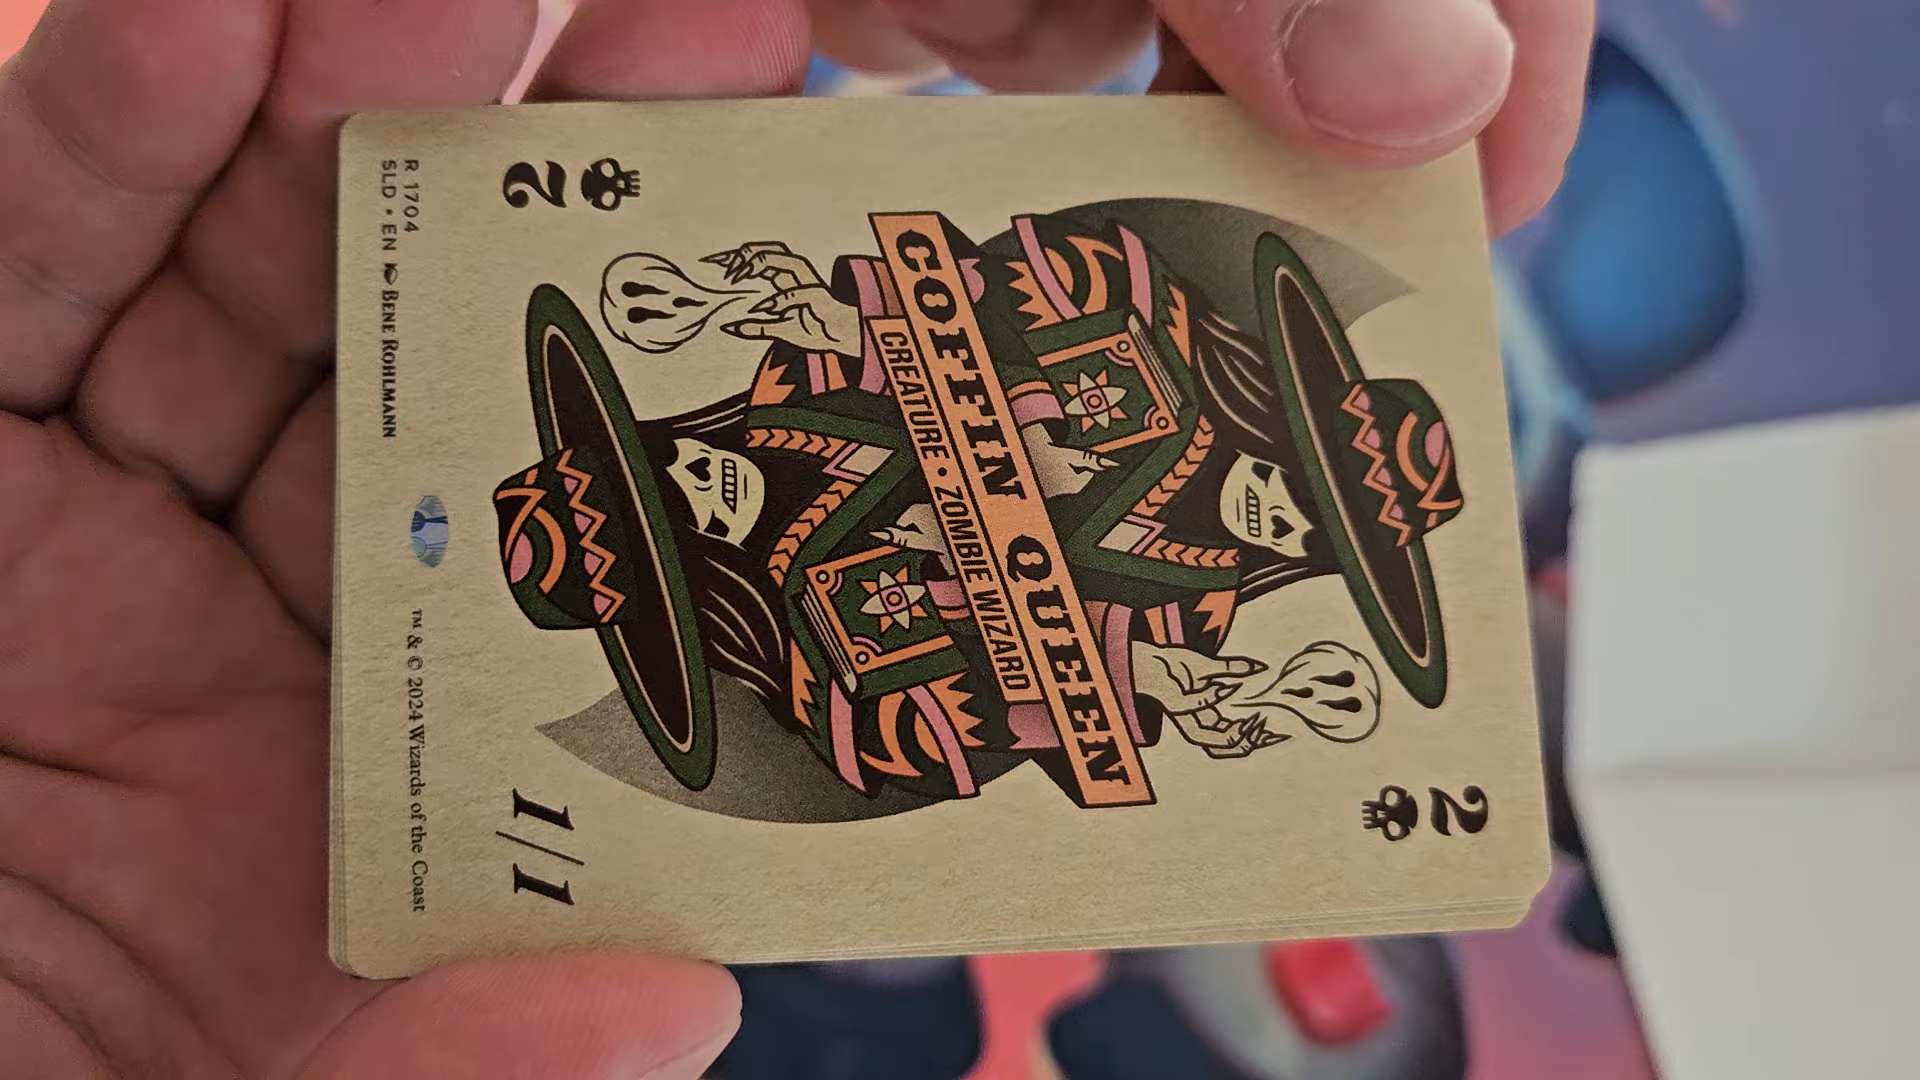 2
COFFIN QUEEN
CREATURE • ZOMBIE WIZARD
2
1/1
R 1704
SLD • EN BENE ROHLMANN
™ & © 2024 Wizards of the Coast